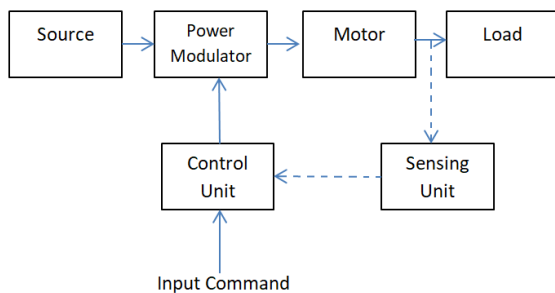 Source
Power
Modulator
Motor
Load
Control
Unit
Sensing
Unit
Input Command